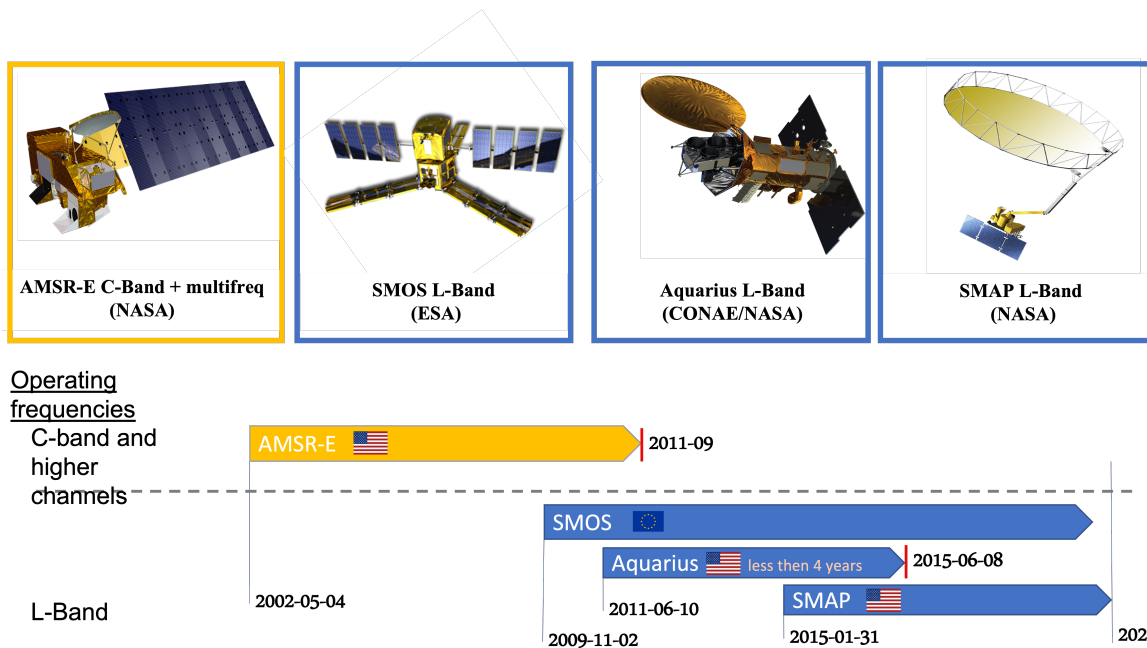 AMSR-E C-Band + multifreq
(NASA)
SMOS L-Band
(ESA)
Aquarius L-Band
(CONAE/NASA)
SMAP L-Band
(NASA)
Operating
frequencies
C-band and
higher
channels
AMSR-E
2011-09
SMOS
Aquarius less then 4 years
2015-06-08
SMAP
L-Band
2002-05-04
2011-06-10
2009-11-02
2015-01-31
202